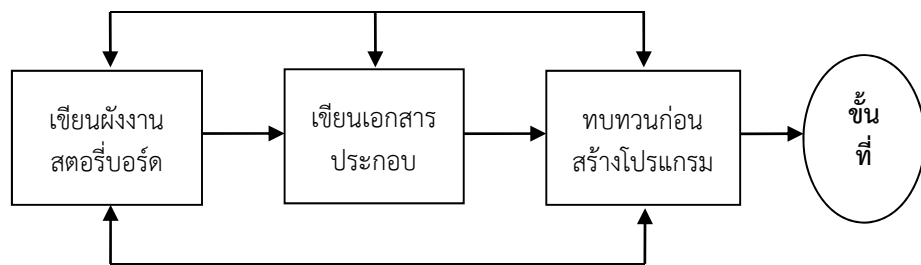 เขียนผังงาน
สตอรี่บอร์ด
เขียนเอกสาร
ประกอบ
ทบทวนก่อน
สร้างโปรแกรม
ขั้น
ที่